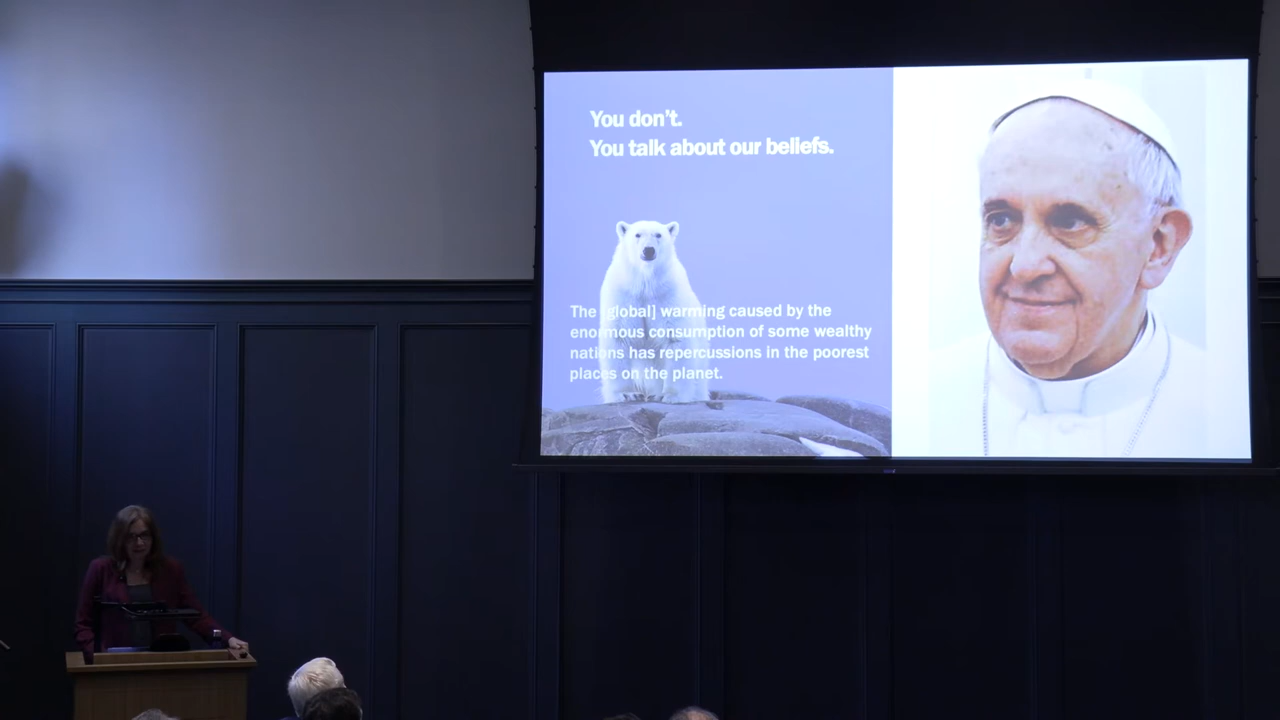 You don't.
You talk about our beliefs.
The [global] warming caused by the
enormous consumption of some wealthy
nations has repercussions in the poorest
places on the planet.